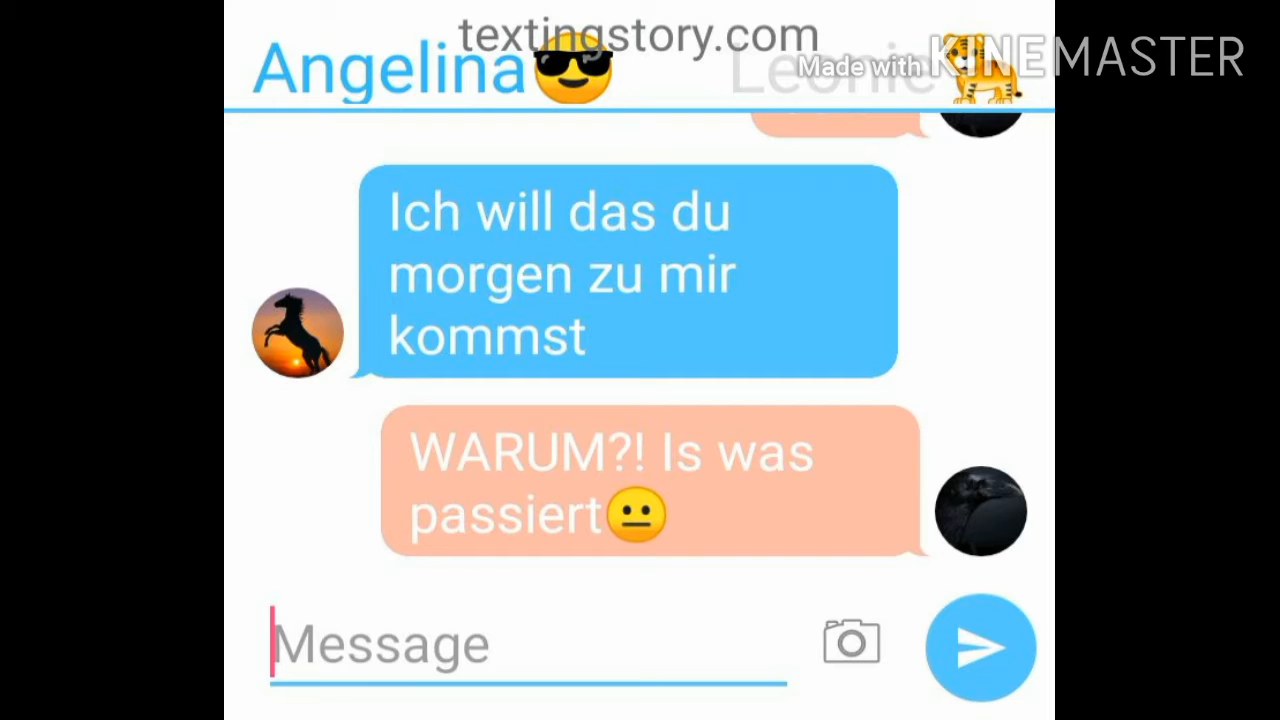 textingstory.com
Angelina😎 Leonie🐅
Made with KINEMASTER
Ich will das du
morgen zu mir
kommst
WARUM?! Is was
passiert😐
Message